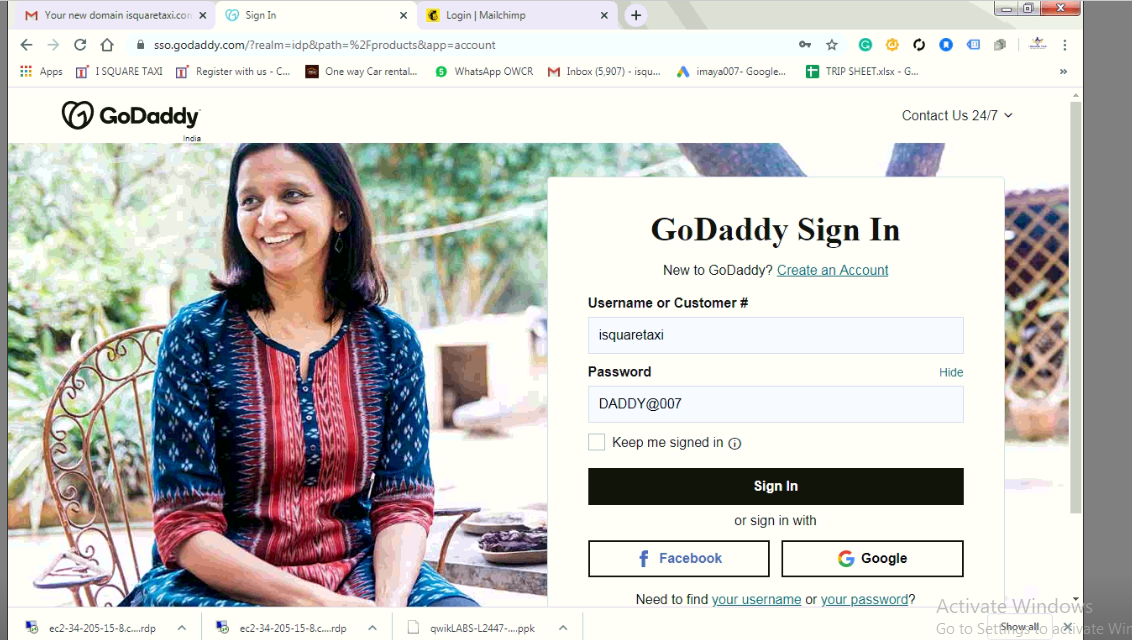 Your new domain isquaretaxi.con
Sign In
Login | Mailchimp
sso.godaddy.com/?realm=idp&path=%2Fproducts&app=account
Apps
I SQUARE TAXI
Register with us - C...
One way Car rental...
WhatsApp OWCR
Inbox (5,907) - isqu...
imaya007- Google...
TRIP SHEET.xlsx - G...
»
GoDaddy
India
Contact Us 24/7
GoDaddy Sign In
New to GoDaddy? Create an Account
Username or Customer #
isquaretaxi
Password
Hide
DADDY@007
Keep me signed in
Sign In
or sign in with
Facebook
Google
Need to find your username or your password?
Activate Windows
Go to Settings to activate Win
ec2-34-205-15-8.c....rdp
ec2-34-205-15-8.c....rdp
qwikLABS-L2447-....ppk
Show all